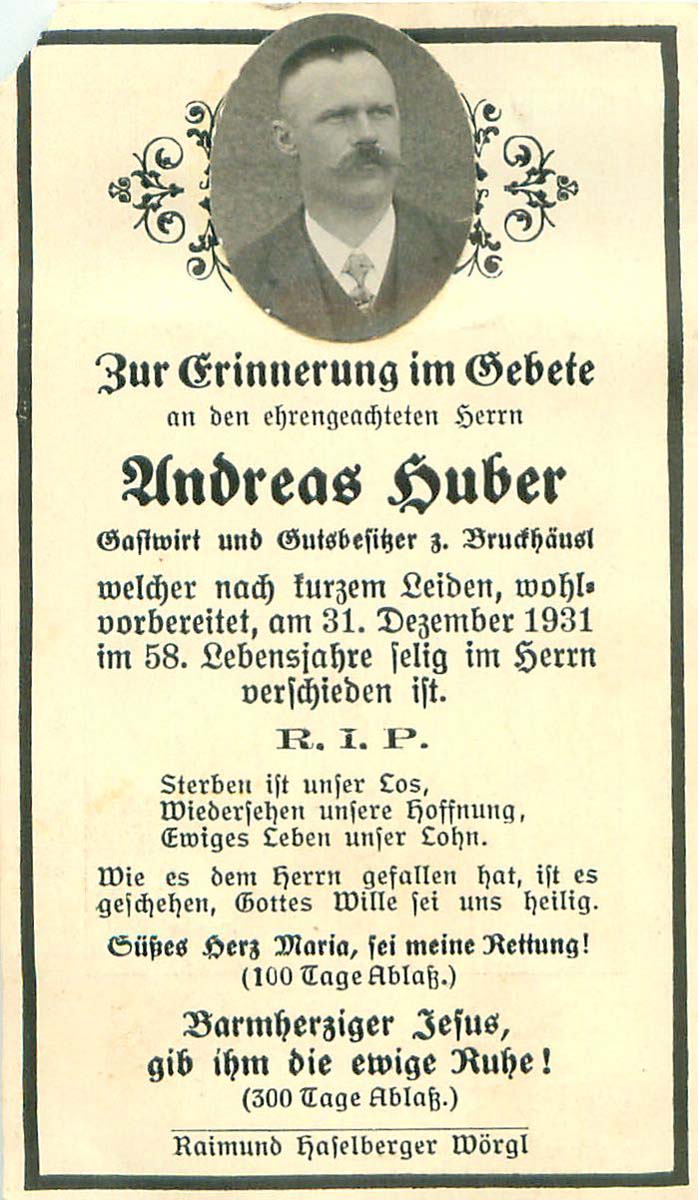 Zur Erinnerung im Gebete
an den ehrengeachteten Herrn
Andreas Huber
Gastwirt und Gutsbesitzer z. Bruckhäusl
welcher nach kurzem Leiden, wohl-
vorbereitet, am 31. Dezember 1931
im 58. Lebensjahre selig im Herrn
verschieden ist.
R. I. P.
Sterben ist unser Los,
Wiedersehen unsere Hoffnung,
Ewiges Leben unser Lohn.
Wie es dem Herrn gefallen hat, ist es
geschehen, Gottes Wille sei uns heilig.
Süßes Herz Maria, sei meine Rettung!
(100 Tage Ablaß.)
Barmherziger Jesus,
gib ihm die ewige Ruhe!
(300 Tage Ablaß.)
Raimund Haselberger Wörgl